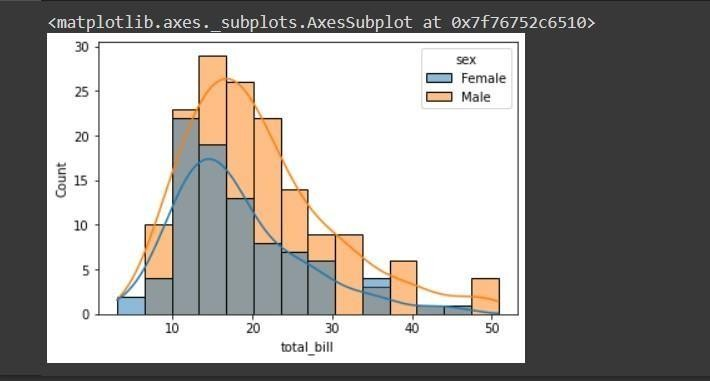 <matplotlib.axes._subplots.AxesSubplot at 0x7f76752c6510>
30
25
20
15
10
5
0
Count
sex
Female
Male
10 20 30 40 50
total_bill